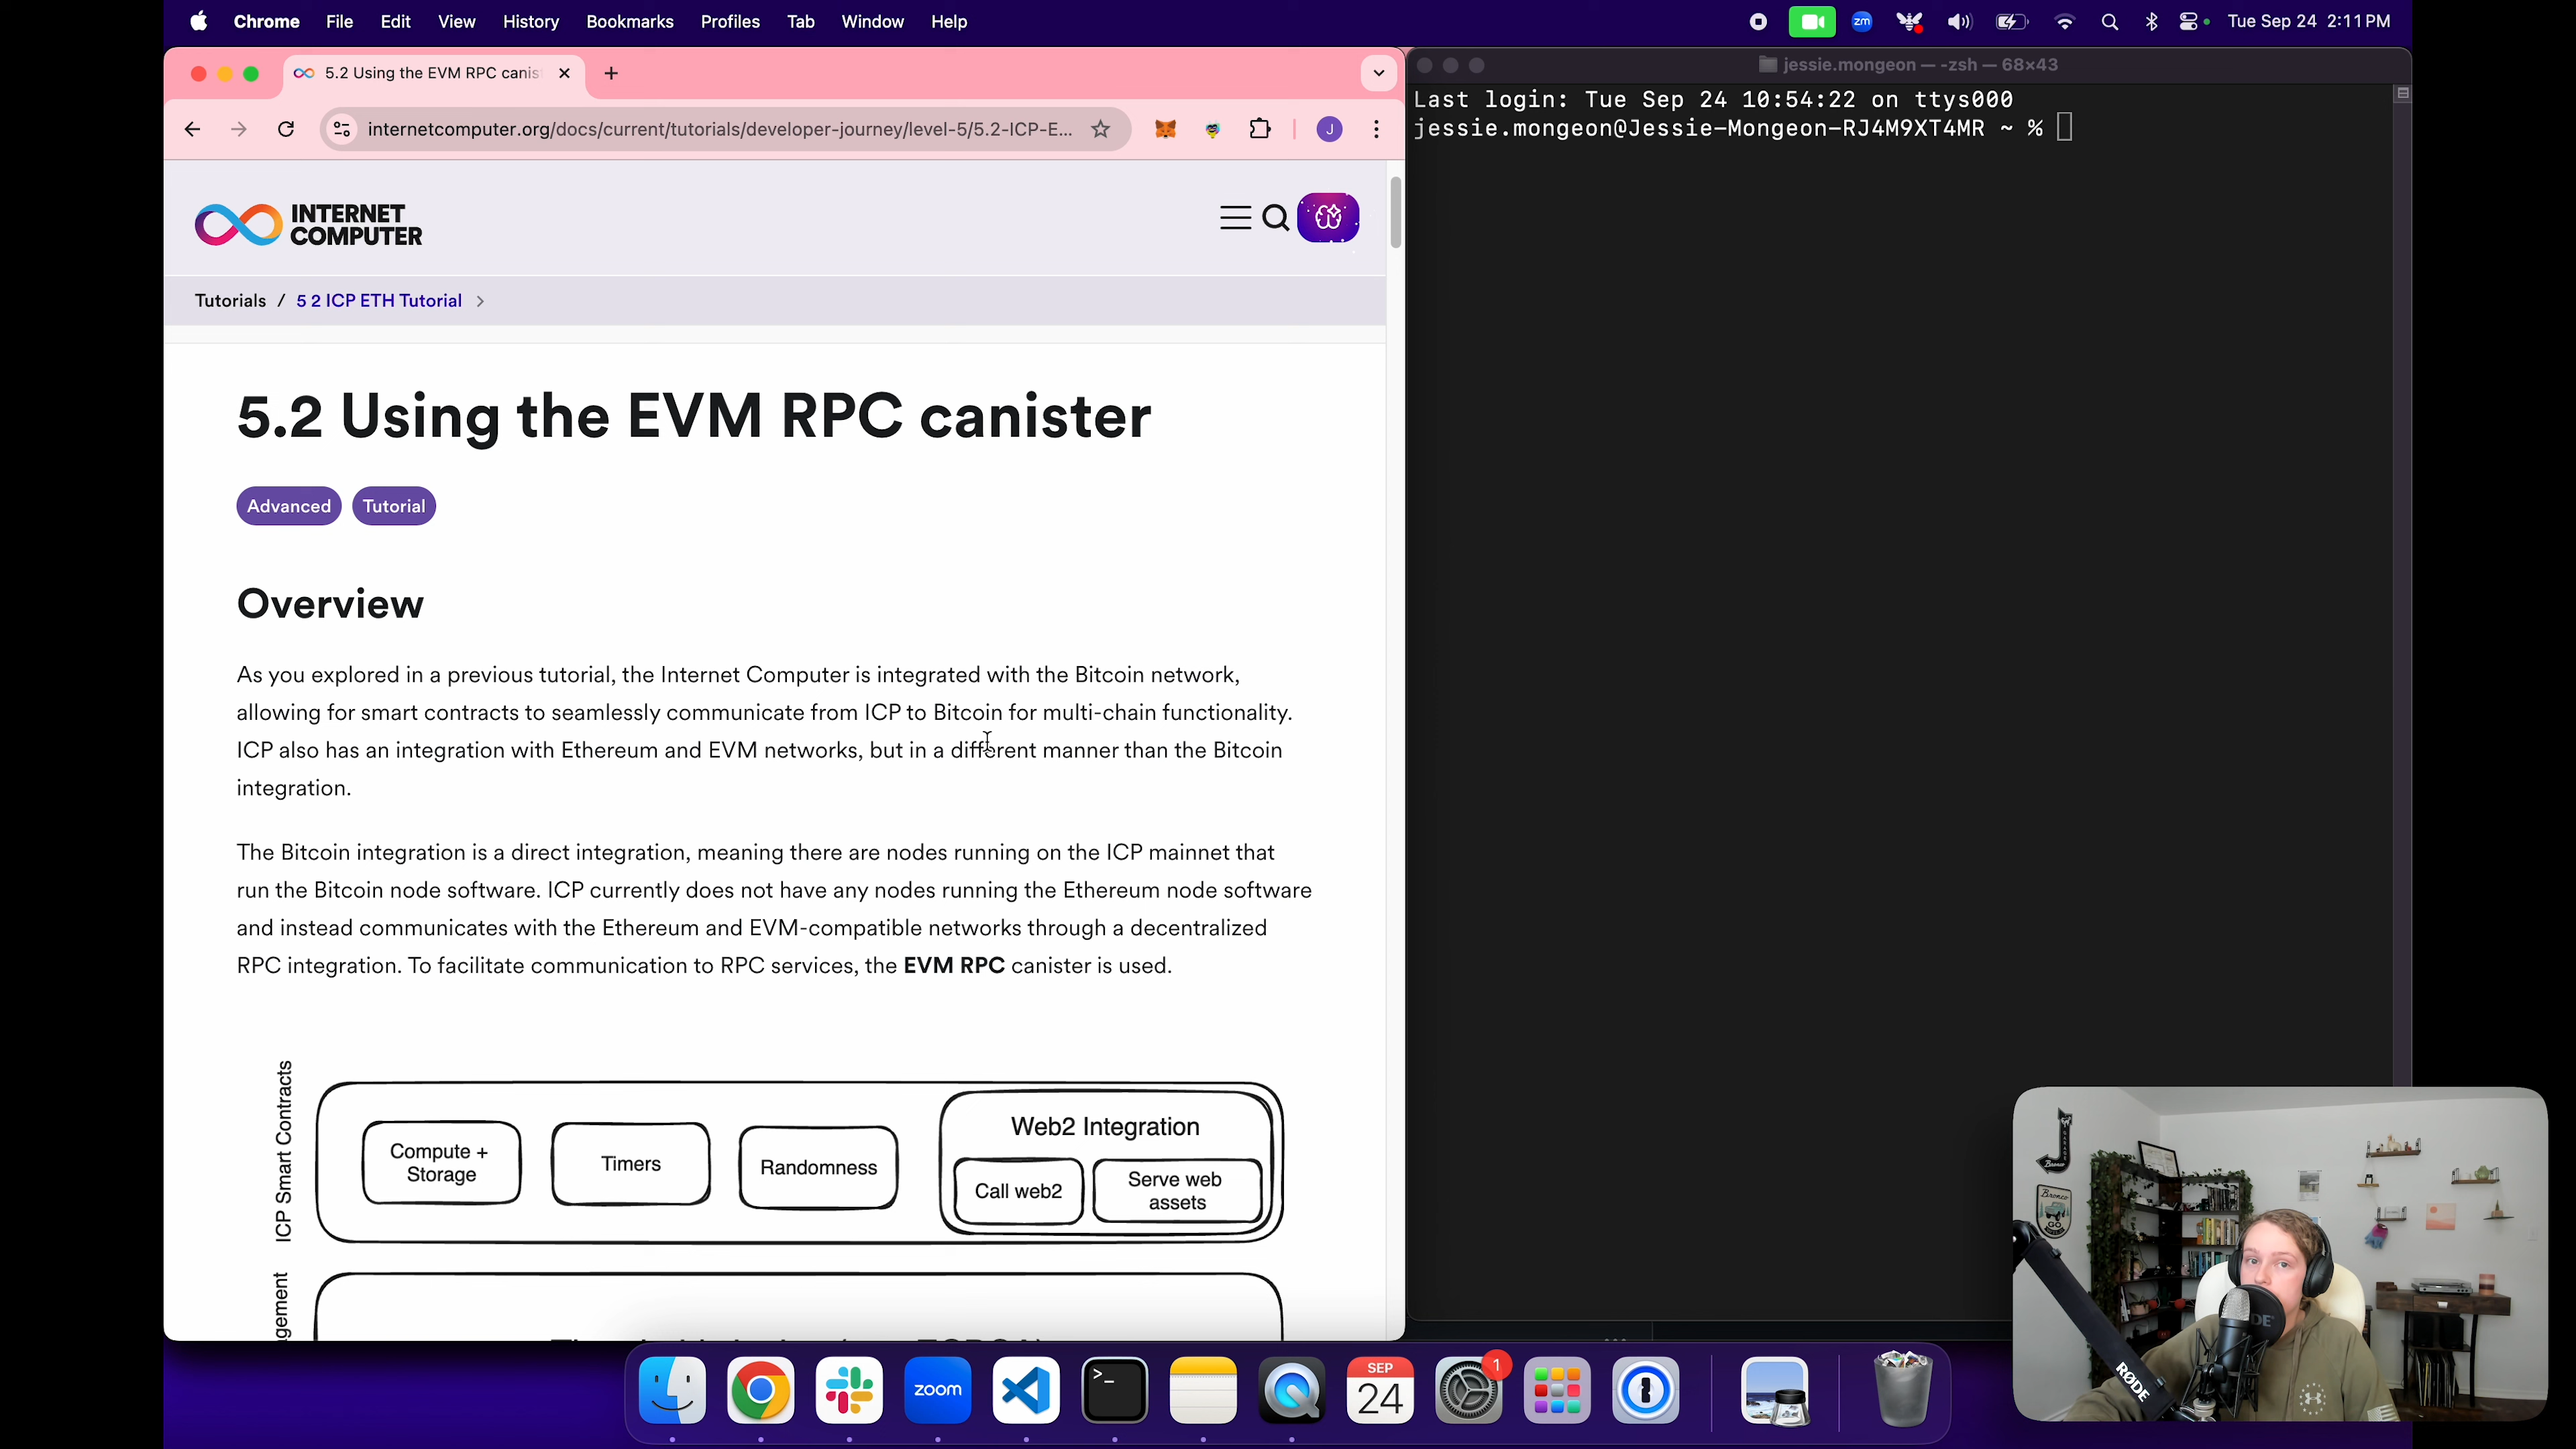 Chrome File Edit View History Bookmarks Profiles Tab Window Help
zm
Tue Sep 24 2:11 PM
5.2 Using the EVM RPC canis
internetcomputer.org/docs/current/tutorials/developer-journey/level-5/5.2-ICP-E...
J
INTERNET
COMPUTER
Tutorials / 5 2 ICP ETH Tutorial >
5.2 Using the EVM RPC canister
Advanced Tutorial
Overview
As you explored in a previous tutorial, the Internet Computer is integrated with the Bitcoin network,
allowing for smart contracts to seamlessly communicate from ICP to Bitcoin for multi-chain functionality.
ICP also has an integration with Ethereum and EVM networks, but in a different manner than the Bitcoin
integration.
The Bitcoin integration is a direct integration, meaning there are nodes running on the ICP mainnet that
run the Bitcoin node software. ICP currently does not have any nodes running the Ethereum node software
and instead communicates with the Ethereum and EVM-compatible networks through a decentralized
RPC integration. To facilitate communication to RPC services, the EVM RPC canister is used.
ICP Smart Contracts
Compute +
Storage
Timers
Randomness
Web2 Integration
Call web2
Serve web
assets
jessie.mongeon — -zsh — 68×43
Last login: Tue Sep 24 10:54:22 on ttys000
jessie.mongeon@Jessie-Mongeon-RJ4M9XT4MR ~ %
zoom
>_
SEP
24
1
RØDE